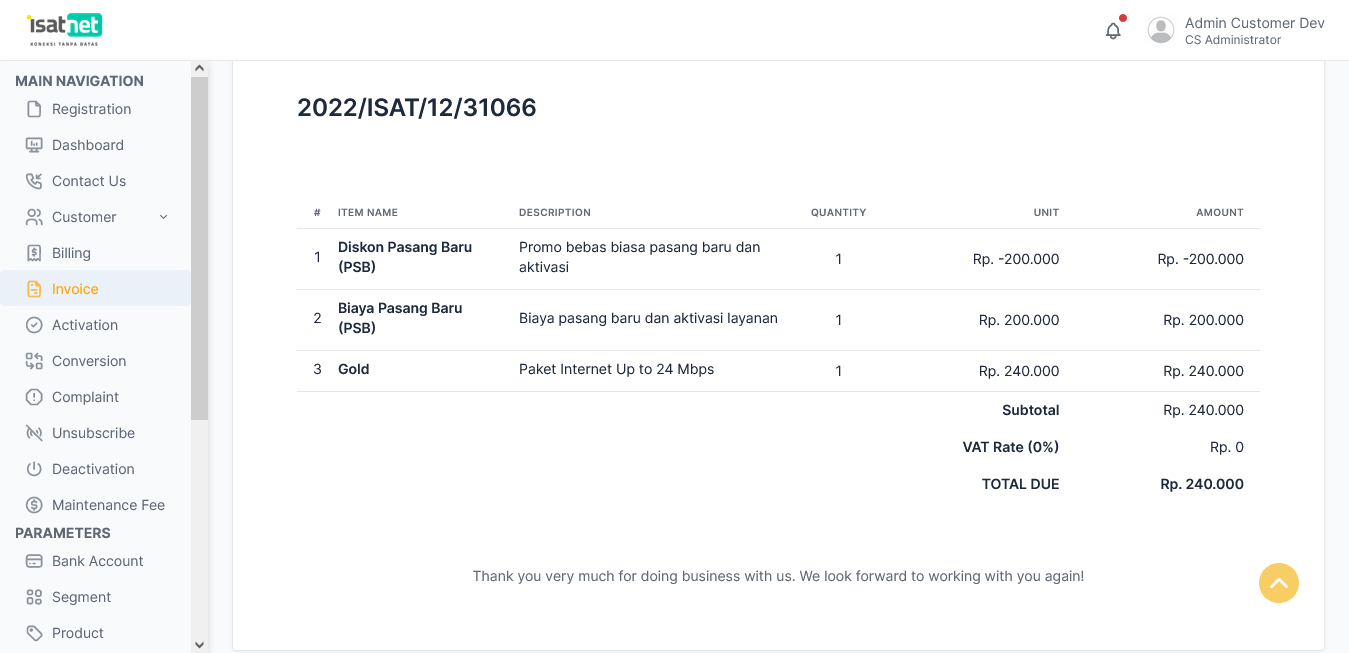 isatnet
KONEKSI TANPA BATAS
Admin Customer Dev
CS Administrator
MAIN NAVIGATION
Registration
Dashboard
Contact Us
Customer
Billing
Invoice
Activation
Conversion
Complaint
Unsubscribe
Deactivation
Maintenance Fee
PARAMETERS
Bank Account
Segment
Product
2022/ISAT/12/31066
# ITEM NAME DESCRIPTION QUANTITY UNIT AMOUNT
1 Diskon Pasang Baru (PSB) Promo bebas biasa pasang baru dan aktivasi 1 Rp. -200.000 Rp. -200.000
2 Biaya Pasang Baru (PSB) Biaya pasang baru dan aktivasi layanan 1 Rp. 200.000 Rp. 200.000
3 Gold Paket Internet Up to 24 Mbps 1 Rp. 240.000 Rp. 240.000
Subtotal Rp. 240.000
VAT Rate (0%) Rp. 0
TOTAL DUE Rp. 240.000
Thank you very much for doing business with us. We look forward to working with you again!